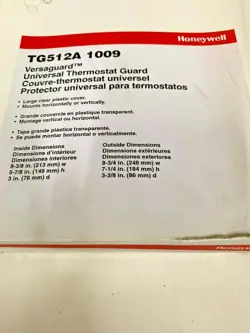 Honeywell
TG512A 1009
Versaguard™
Universal Thermostat Guard
Couvre-thermostat universel
Protector universal para termostatos
• Large clear plastic cover.
• Mounts horizontally or vertically.
• Grande couvercle en plastique transparent.
• Montage vertical ou horizontal.
• Tapa grande plástica transparente.
• Se puede montar horizontal o verticalmente.
Inside Dimensions
Dimensions d'intérieur
Dimensiones interiores
8-3/8 in. (213 mm) w
5-7/8 in. (149 mm) h
3 in. (76 mm) d
Outside Dimensions
Dimensions extérieures
Dimensiones exteriores
9-3/4 in. (248 mm) w
7-1/4 in. (184 mm) h
3-3/8 in. (86 mm) d